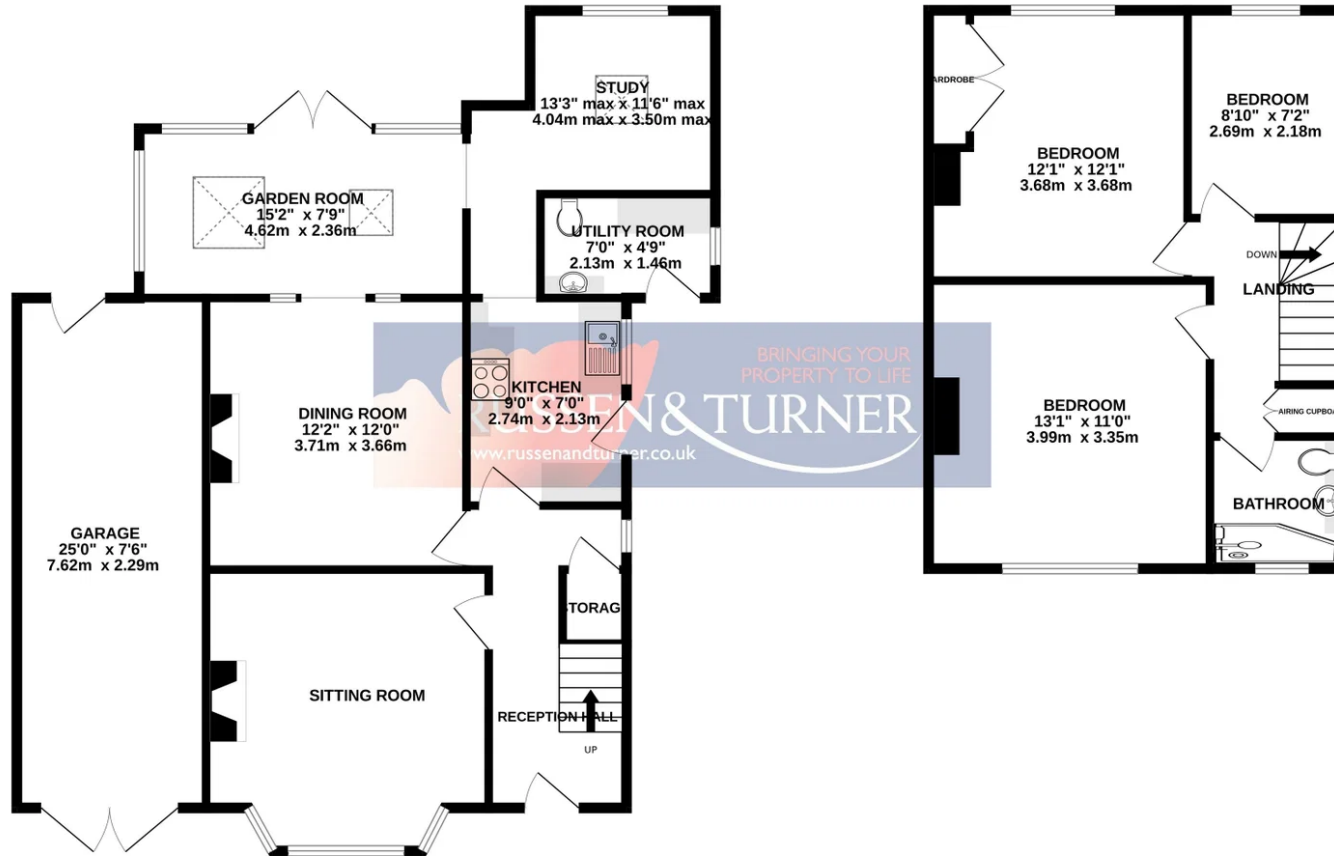 STUDY
13'3" max x 11'6" max
4.04m max x 3.50m max
GARDEN ROOM
15'2" x 7'9"
4.62m x 2.36m
UTILITY ROOM
7'0" x 4'9"
2.13m x 1.46m
KITCHEN
9'0" x 7'0"
2.74m x 2.13m
DINING ROOM
12'2" x 12'0"
3.71m x 3.66m
GARAGE
25'0" x 7'6"
7.62m x 2.29m
SITTING ROOM
STORAG
RECEPTION HALL
UP
BRINGING YOUR
PROPERTY TO LIFE
RUSSEN & TURNER
www.russenandturner.co.uk
ARDROBE
BEDROOM
12'1" x 12'1"
3.68m x 3.68m
BEDROOM
8'10" x 7'2"
2.69m x 2.18m
DOWN
LANDING
BEDROOM
13'1" x 11'0"
3.99m x 3.35m
AIRING CUPBOA
BATHROOM